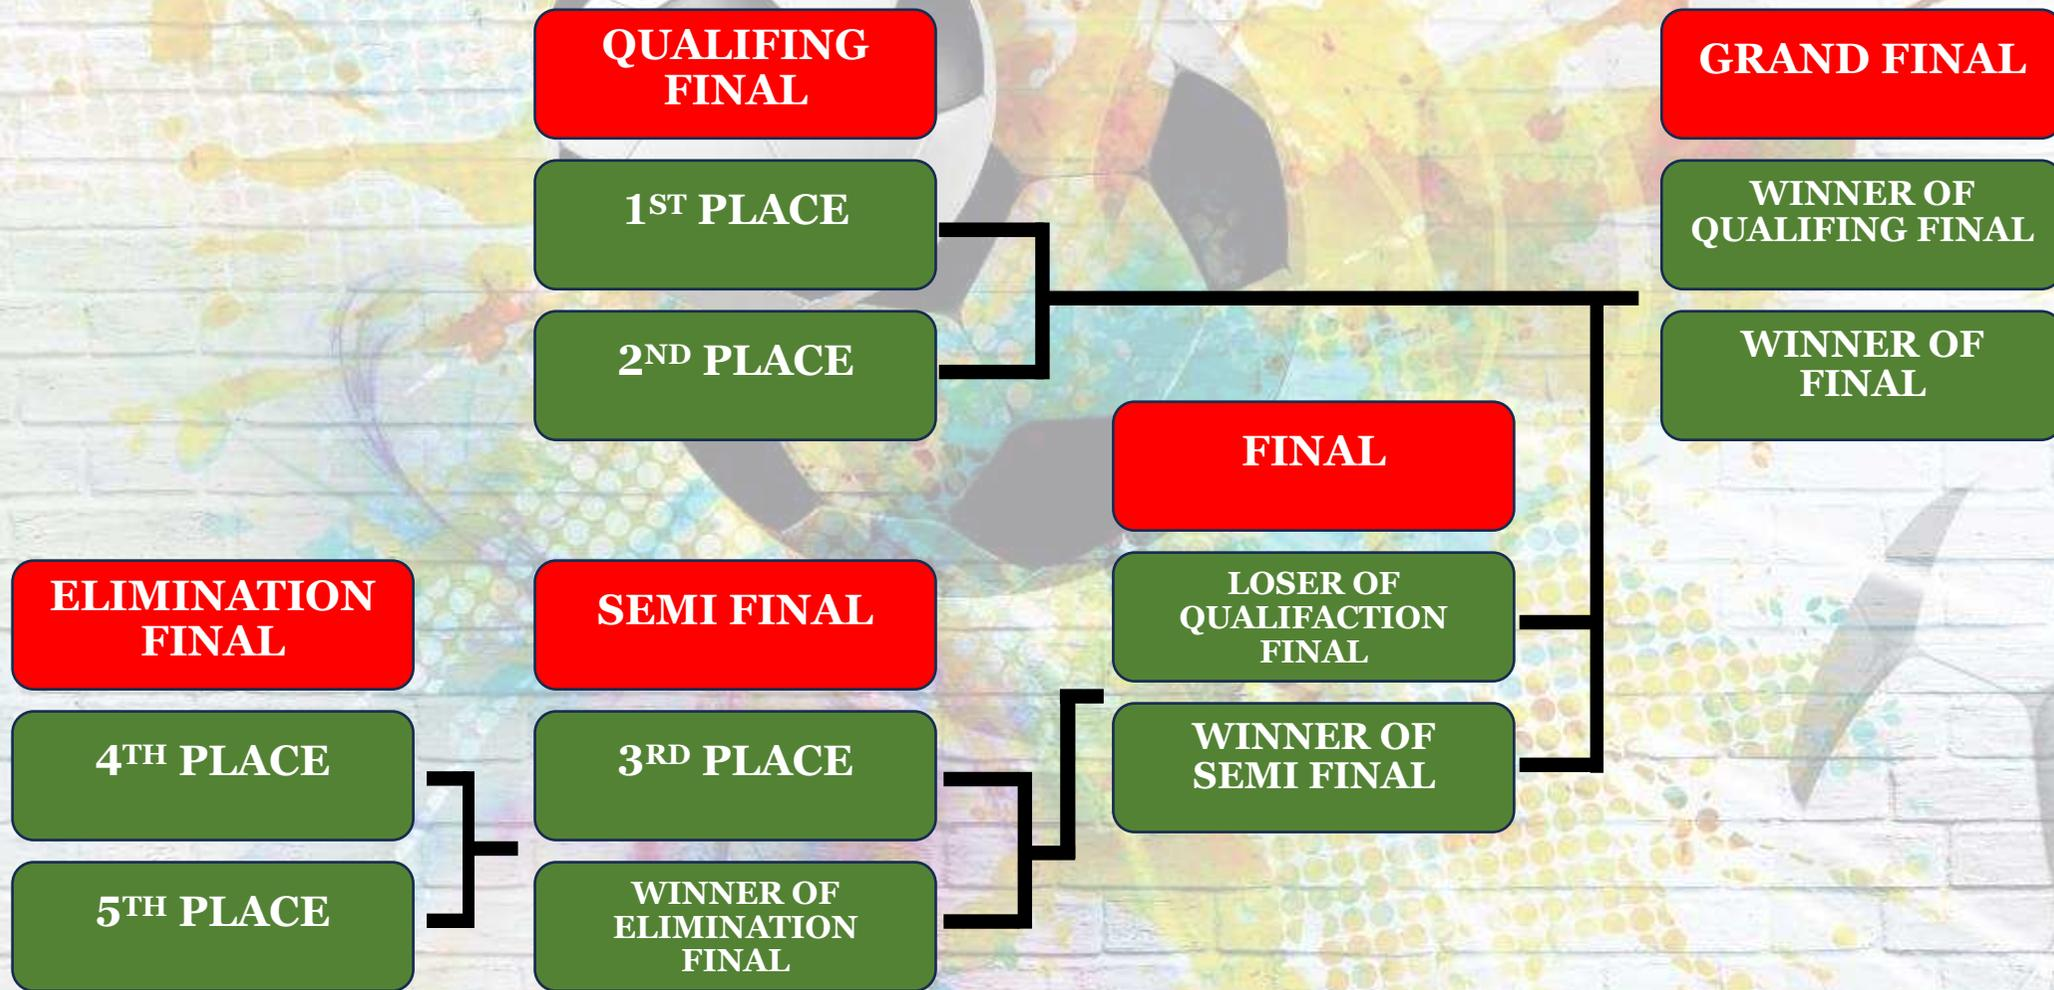 QUALIFING
FINAL
1ST PLACE
2ND PLACE
GRAND FINAL
WINNER OF
QUALIFING FINAL
WINNER OF
FINAL
FINAL
LOSER OF
QUALIFACTION
FINAL
WINNER OF
SEMI FINAL
ELIMINATION
FINAL
4TH PLACE
5TH PLACE
SEMI FINAL
3RD PLACE
WINNER OF
ELIMINATION
FINAL